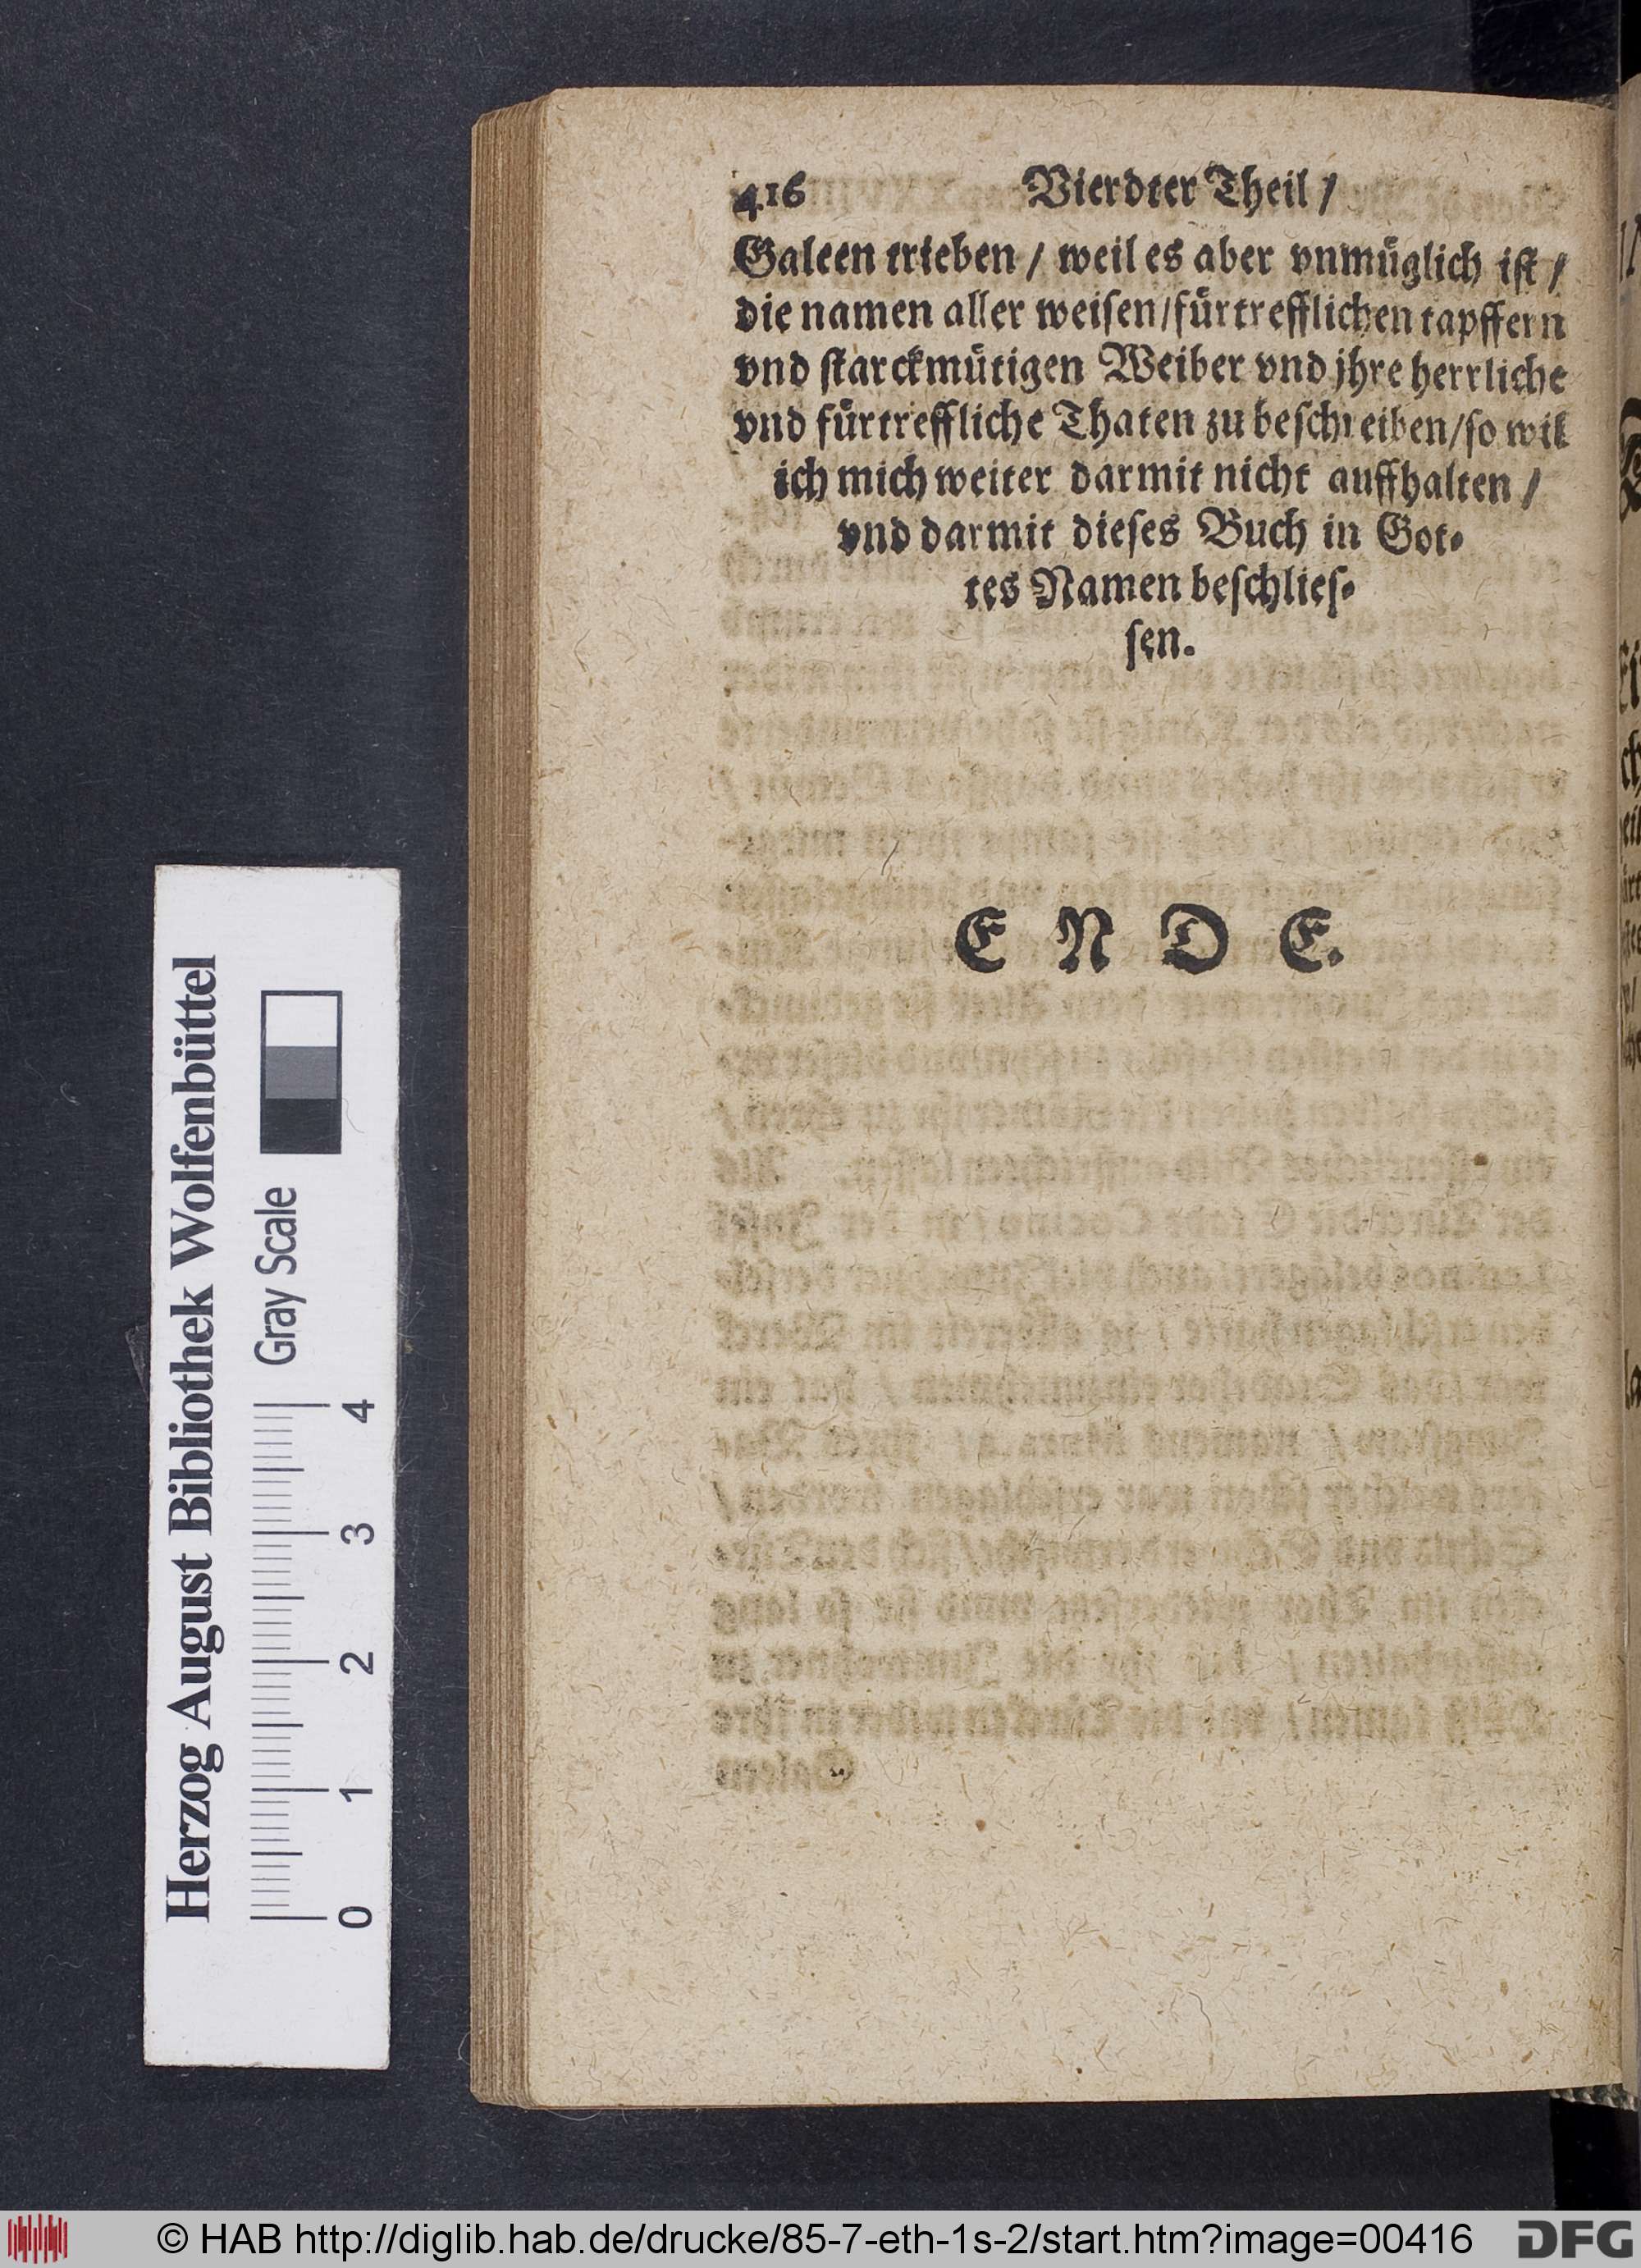 416 Vierdter Theil /
Galeen trieben / weil es aber vnmüglich ist /
die namen aller weisen / fürtrefflichen tapffern
vnd starckmütigen Weiber vnd jhre herrliche
vnd fürtreffliche Thaten zu beschreiben / so wil
ich mich weiter darmit nicht auffhalten /
vnd darmit dieses Buch in Got-
tes Namen beschlies-
sen.
E N D E.
Herzog August Bibliothek Wolfenbüttel
Gray Scale
0 1 2 3 4
© HAB http://diglib.hab.de/drucke/85-7-eth-1s-2/start.htm?image=00416
DFG